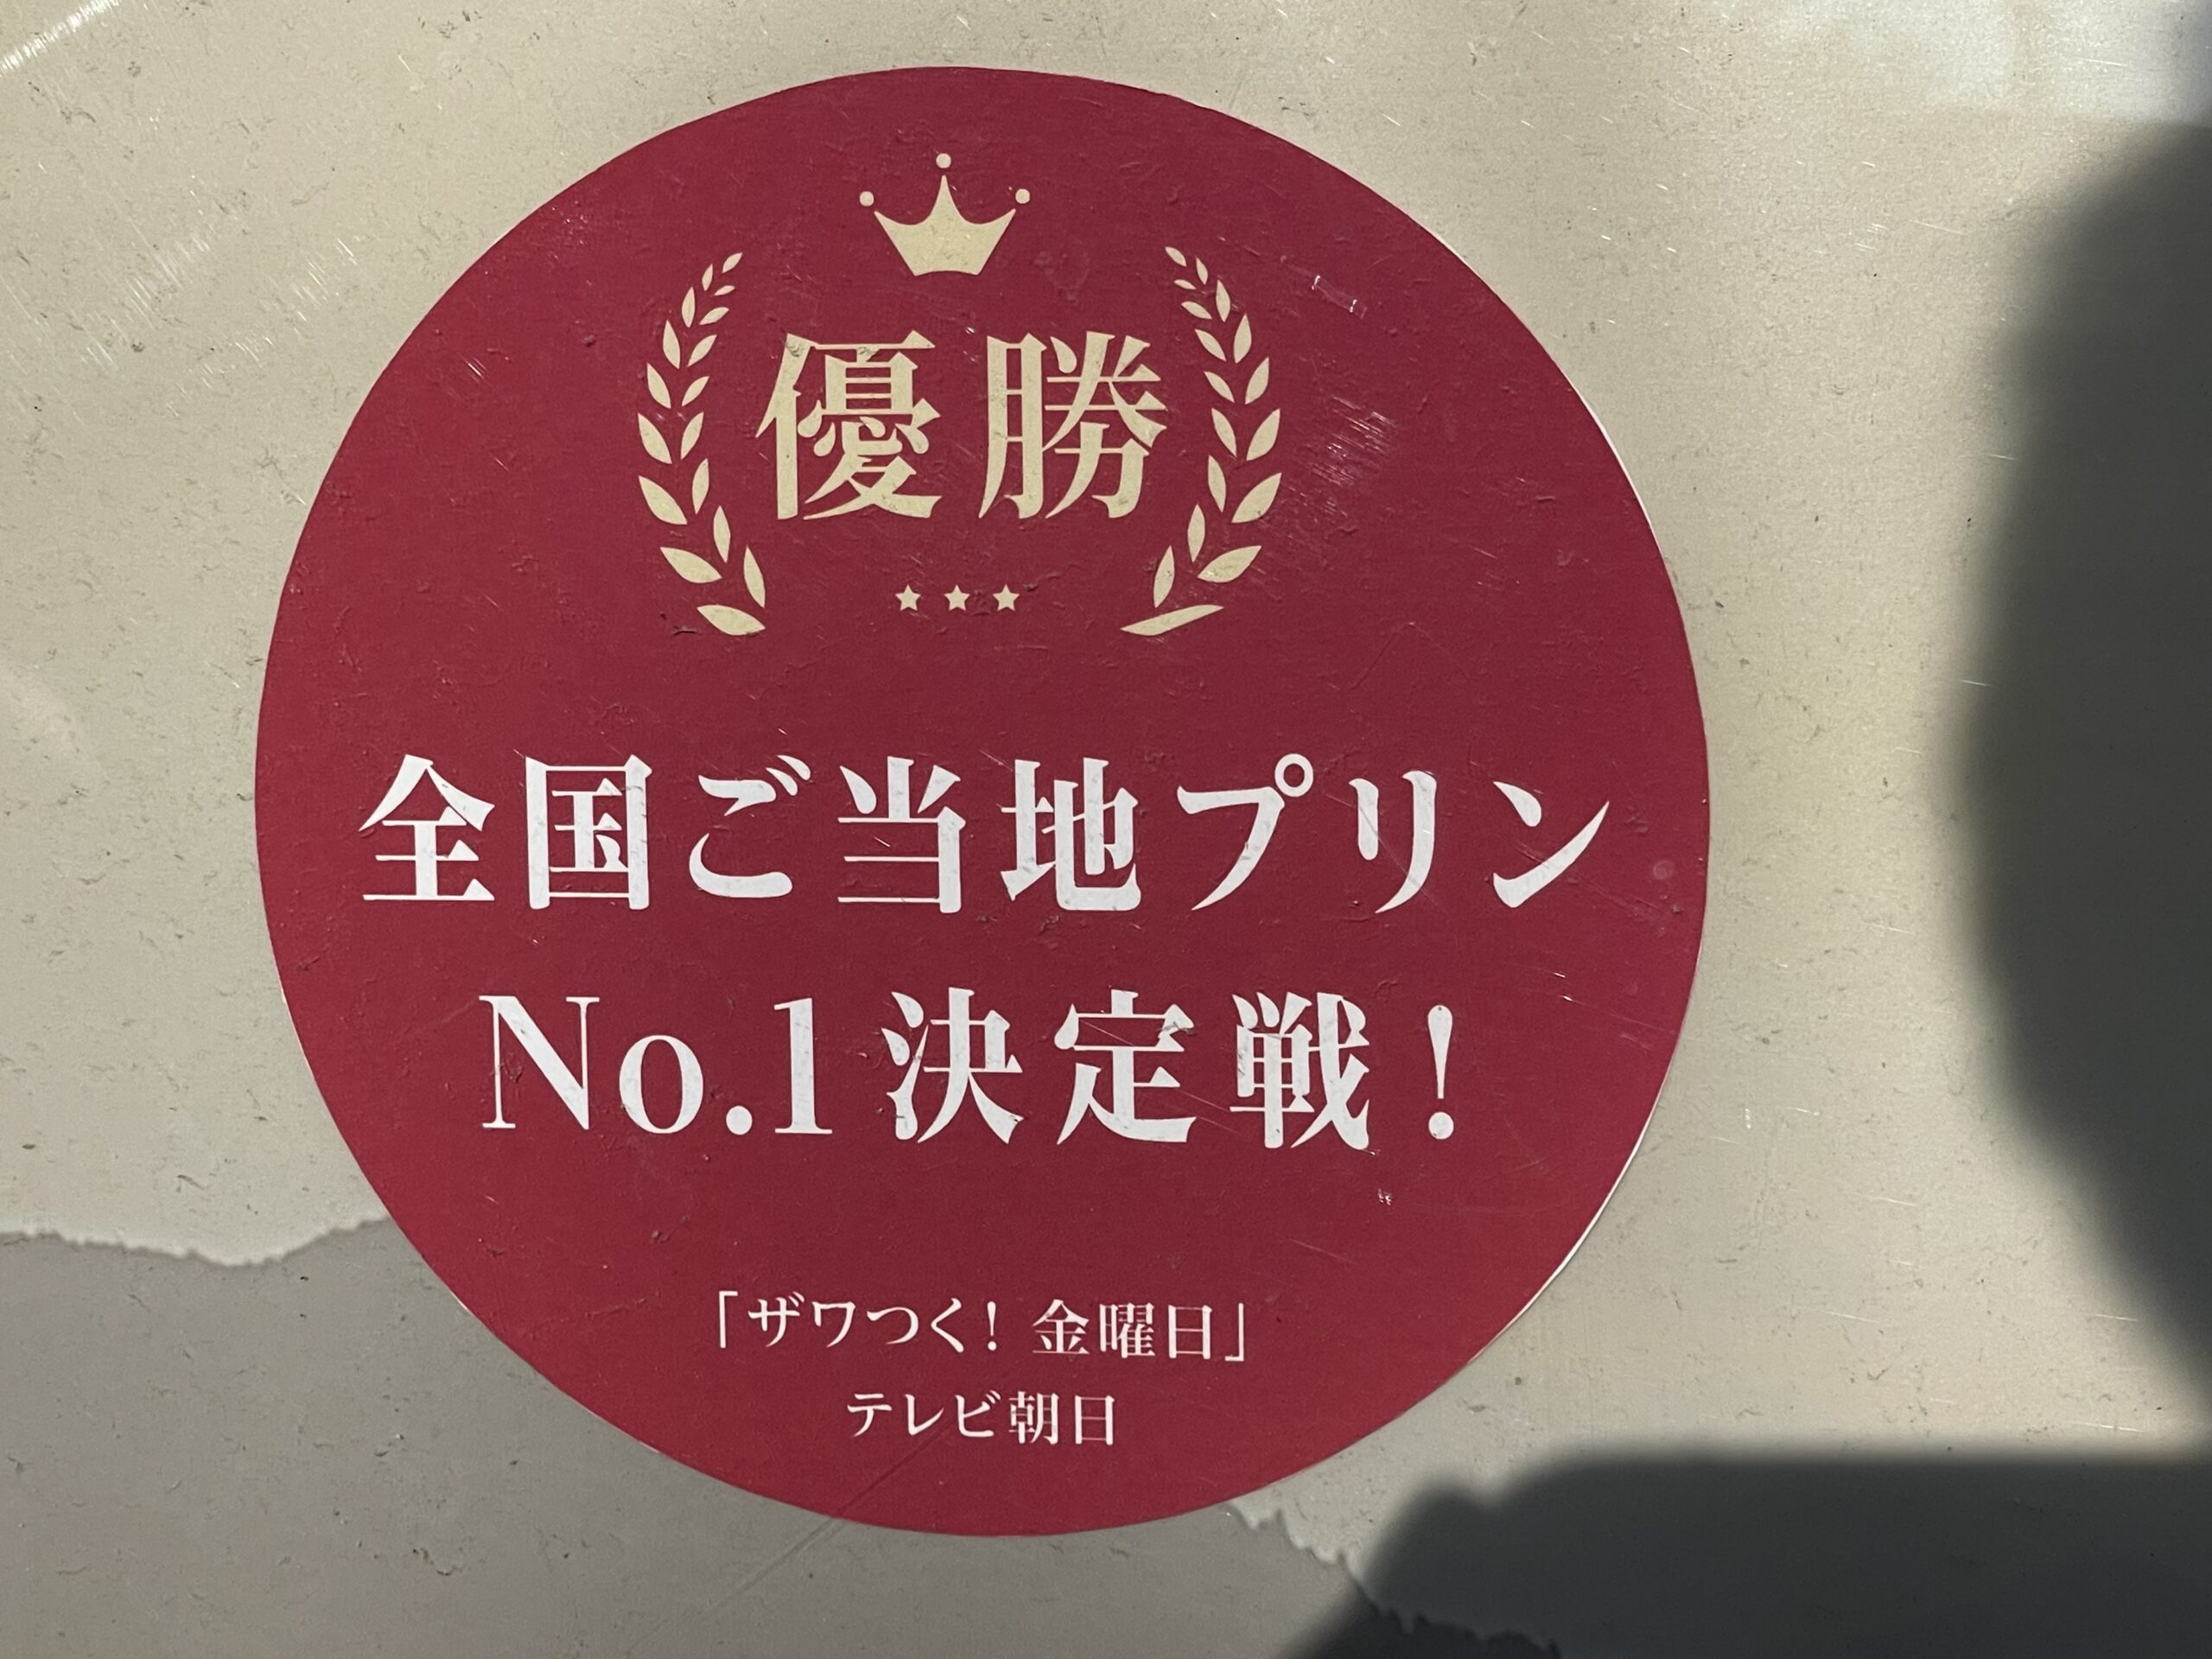 優勝
全国ご当地プリン
No.1決定戦！
「ザワつく！ 金曜日」
テレビ朝日